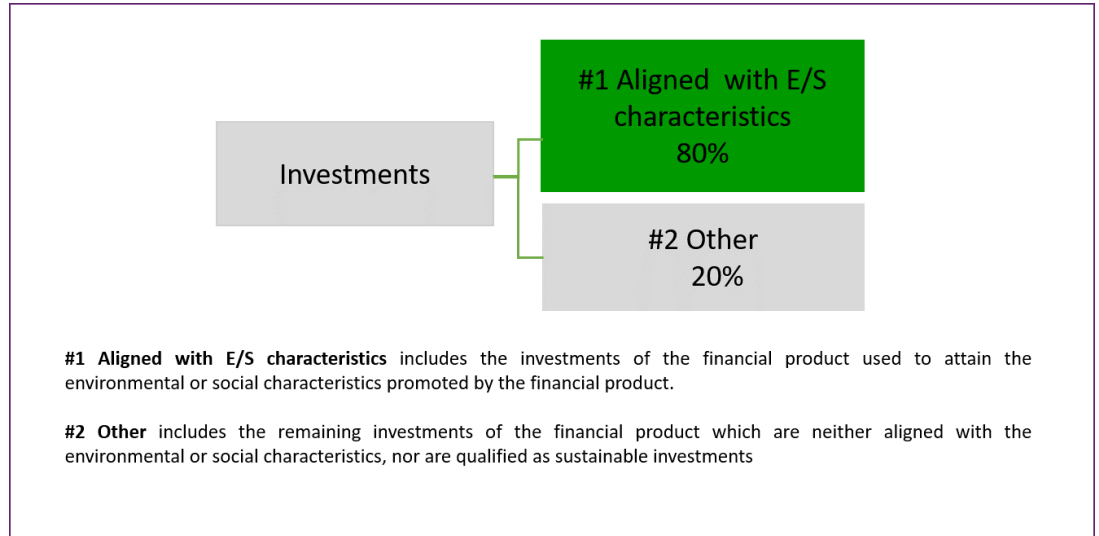 #1 Aligned with E/S
characteristics
80%
Investments
#2 Other
20%
#1 Aligned with E/S characteristics includes the investments of the financial product used to attain the
environmental or social characteristics promoted by the financial product.
#2 Other includes the remaining investments of the financial product which are neither aligned with the
environmental or social characteristics, nor are qualified as sustainable investments